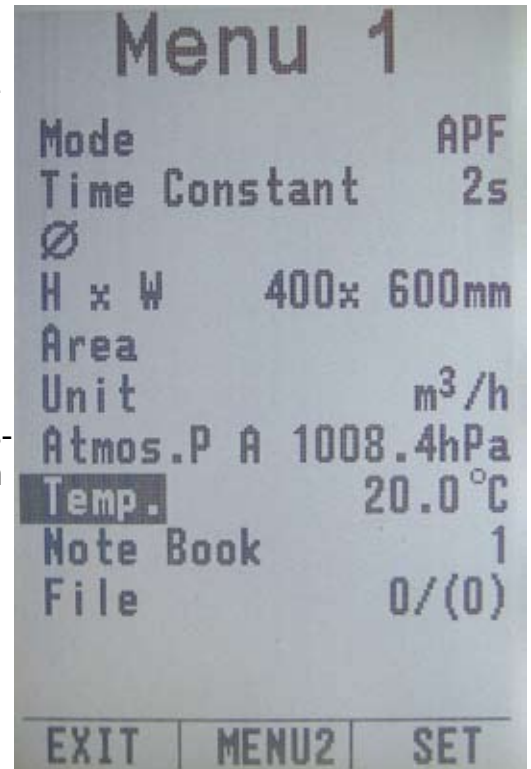 Menu 1
Mode APF
Time Constant 2s
Ø
H x W 400x 600mm
Area
Unit m³/h
Atmos.P A 1008.4hPa
Temp. 20.0°C
Note Book 1
File 0/(0)
EXIT MENU2 SET